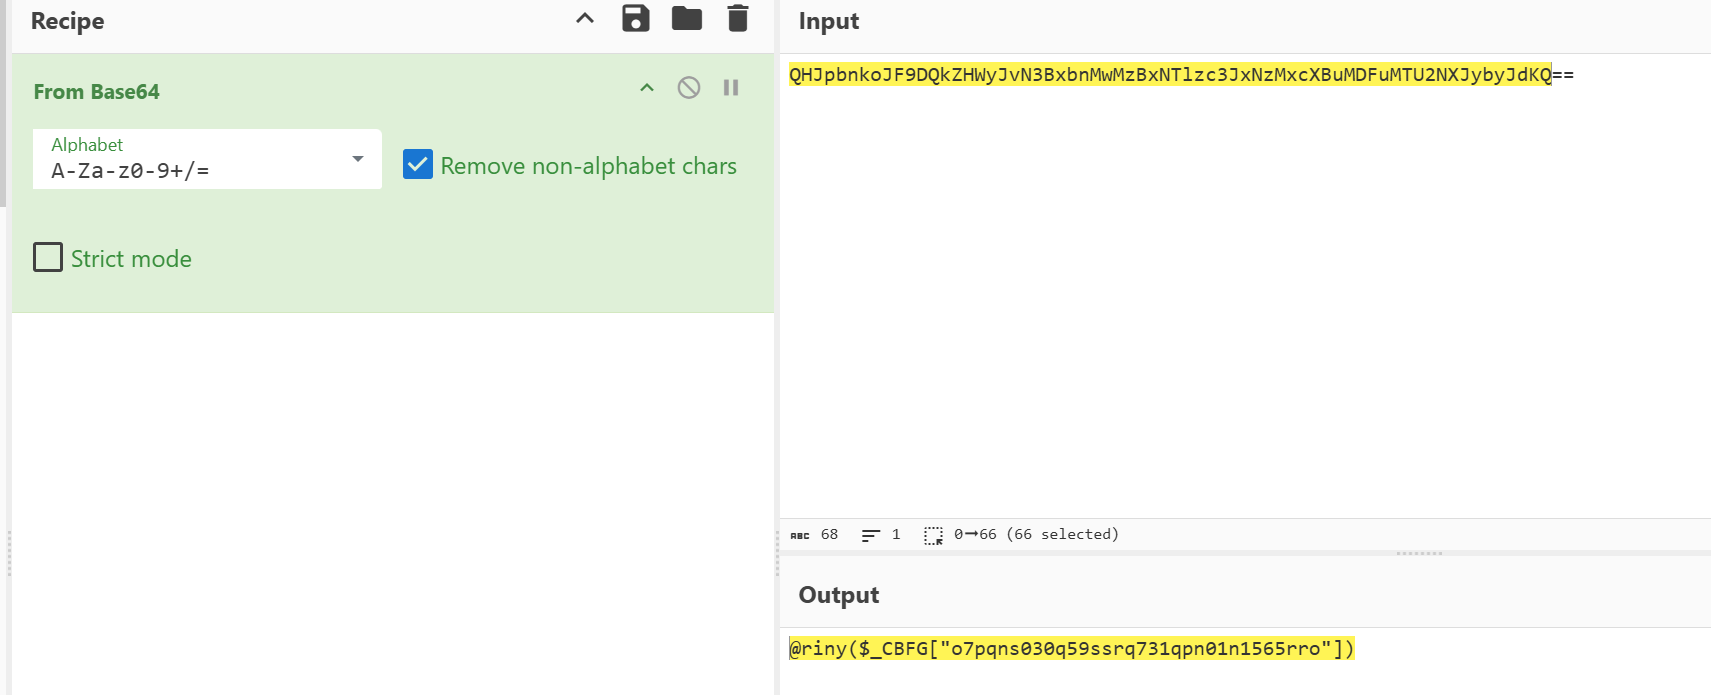 Recipe
From Base64
Alphabet
A-Za-z0-9+/=
Remove non-alphabet chars
Strict mode
Input
QHJpbnkoJF9DQkZHWyJvN3BxbnMwMzBxNTlzc3JxNzMxcXBuMDFuMTU2NXJybyJdKQ==
ABC 68 1 0→66 (66 selected)
Output
@riny($_CBFG["o7pqns030q59ssrq731qpn01n1565rro"])